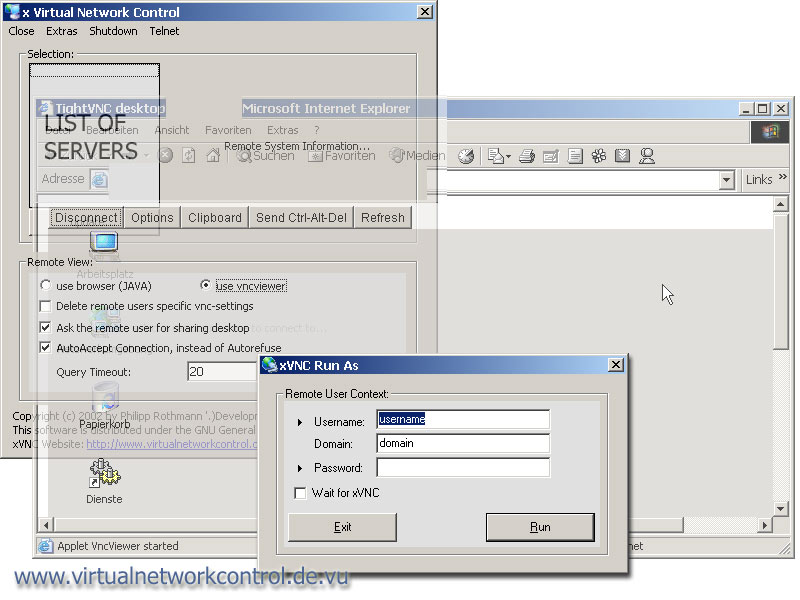 x Virtual Network Control
Close Extras Shutdown Telnet
Selection:
TightVNC desktop Microsoft Internet Explorer
LIST OF
SERVERS
Datei Bearbeiten Ansicht Favoriten Extras ?
Remote System Information...
Suchen Favoriten Medien
Adresse
Links »
Disconnect Options Clipboard Send Ctrl-Alt-Del Refresh
Arbeitsplatz
Remote View:
use browser (JAVA) use vncviewer
Delete remote users specific vnc-settings
Ask the remote user for sharing desktop to connect to...
AutoAccept Connection, instead of Autorefuse
Query Timeout: 20
Papierkorb
Copyright (c) 2002 by Philipp Rothmann '.)Developm
This software is distributed under the GNU General
xVNC Website: http://www.virtualnetworkcontrol.
Dienste
xVNC Run As
Remote User Context:
Username: username
Domain: domain
Password:
Wait for xVNC
Exit Run
Applet VncViewer started
net
www.virtualnetworkcontrol.de.vu